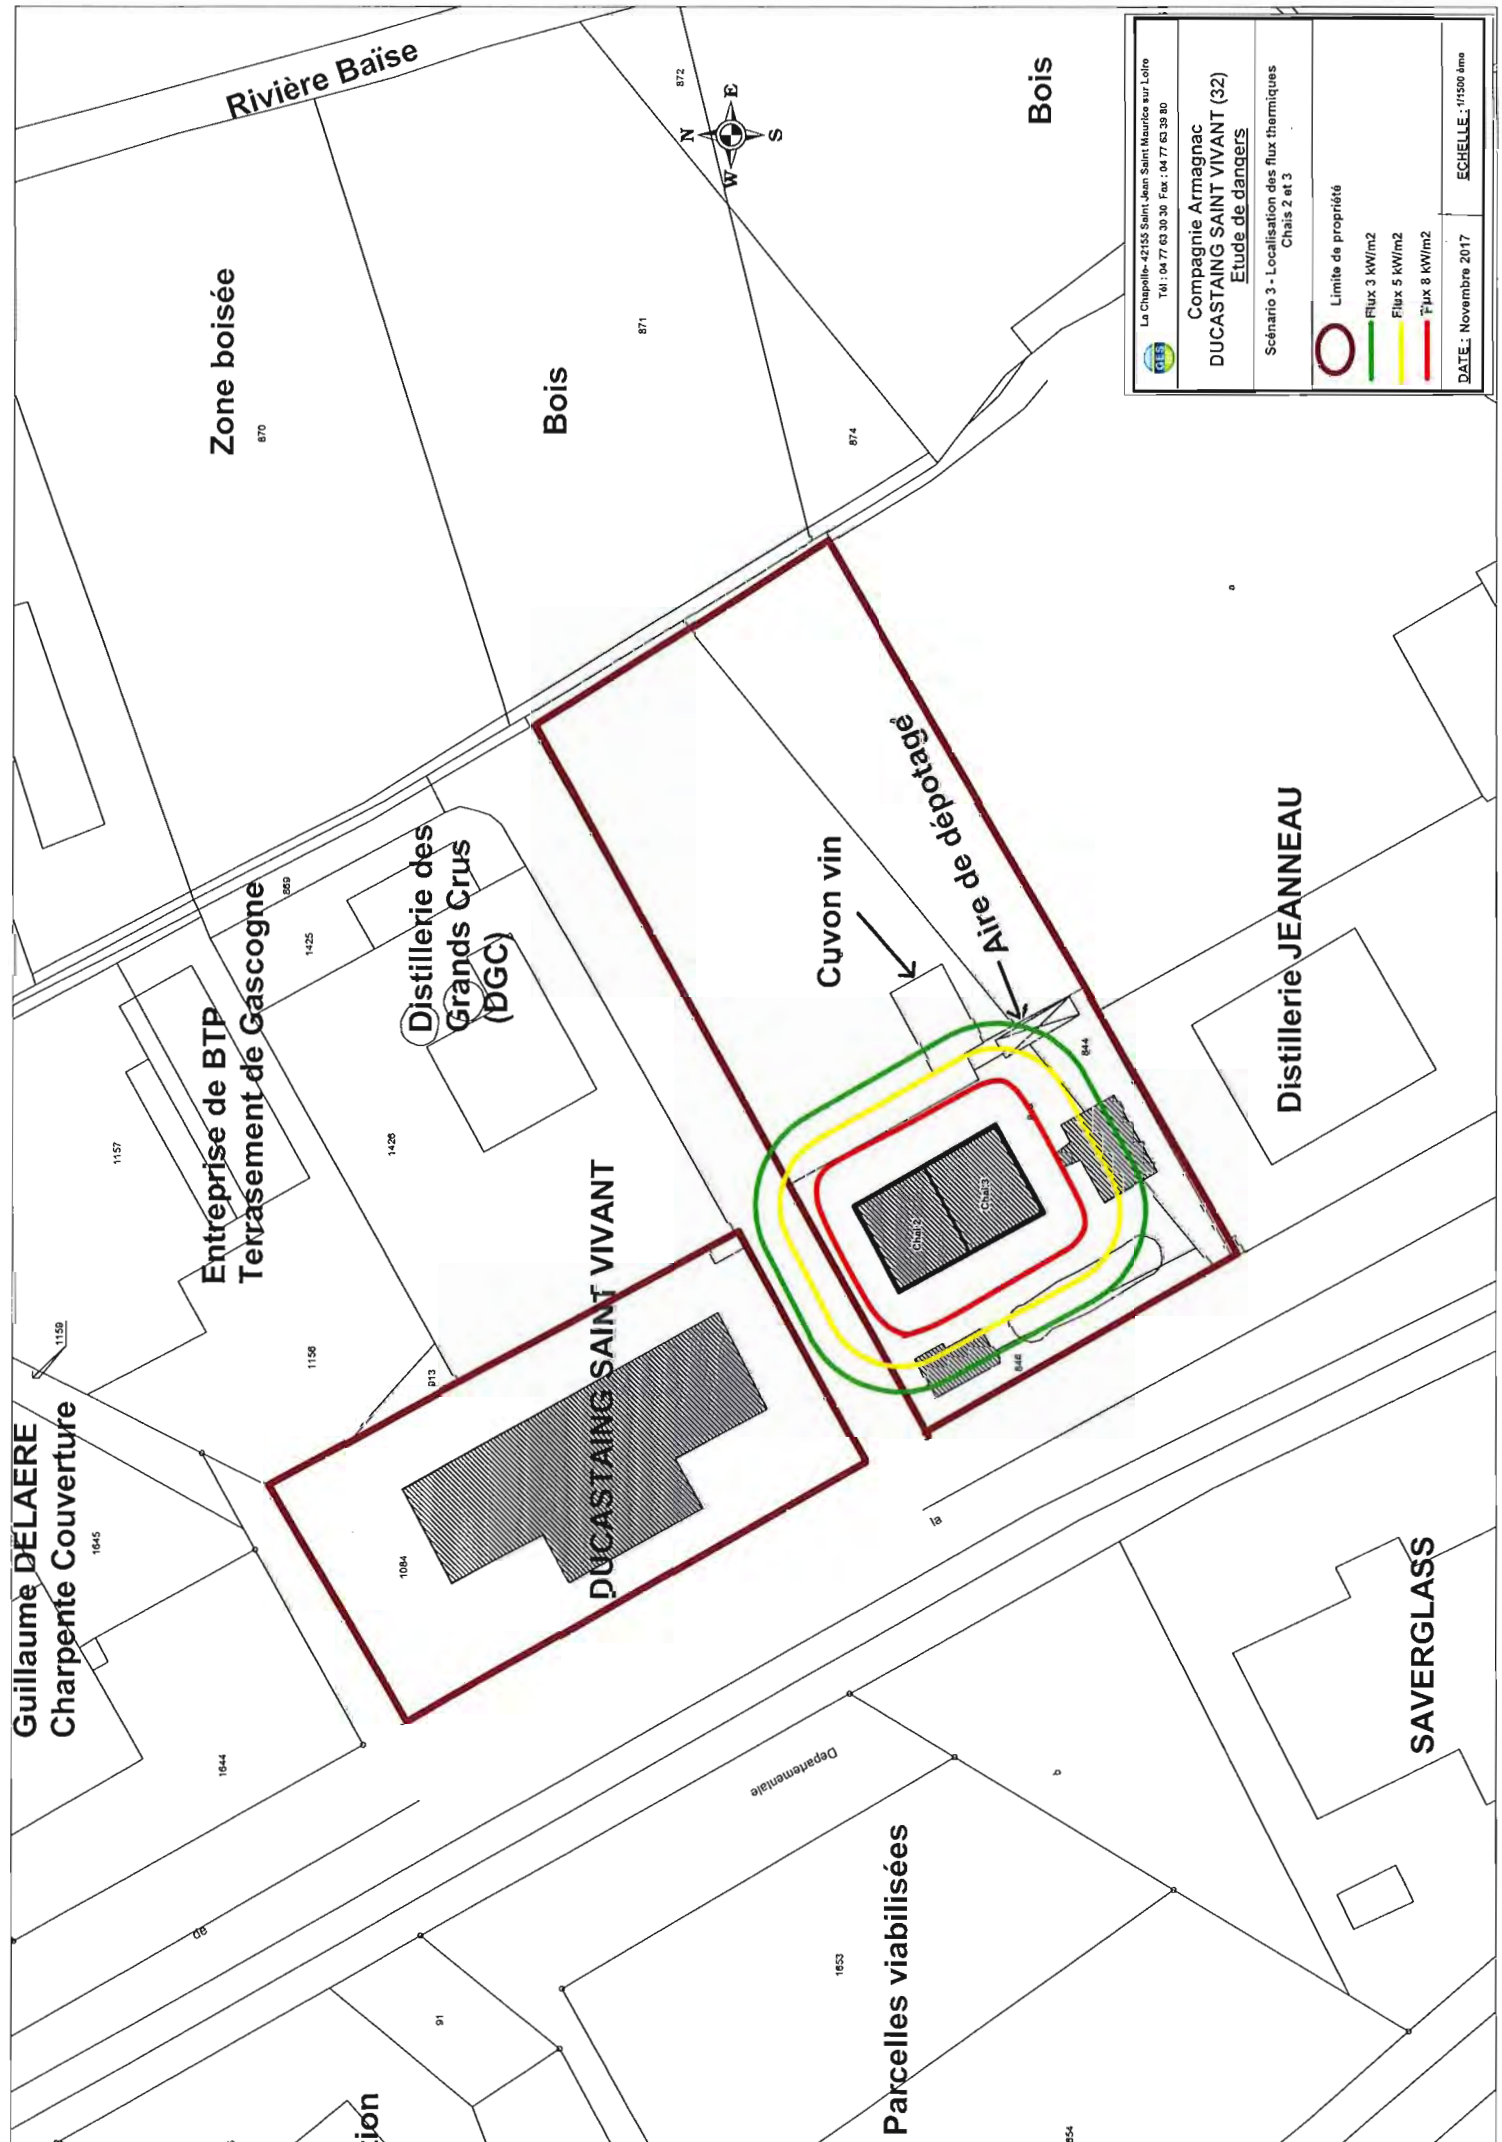 Rivière Baïse
872
N
E
S
W
Bois
Zone boisée
870
871
Bois
874
La Chapelle- 42155 Saint Jean Saint Maurice sur Loire
Tél : 04 77 63 30 30 Fax : 04 77 63 39 80
GES
Compagnie Armagnac
DUCASTAING SAINT VIVANT (32)
Etude de dangers
Scénario 3 - Localisation des flux thermiques
Chais 2 et 3
Limite de propriété
Flux 3 kW/m2
Flux 5 kW/m2
Flux 8 kW/m2
DATE : Novembre 2017
ECHELLE : 1/1500 ème
Entreprise de BTP
Terrasement de Gascogne
869
1425
Distillerie des
Grands Crus
(DGC)
1157
1426
Cuvon vin
Aire de dépotage
Distillerie JEANNEAU
844
Chai 2
Chai 3
846
1159
1156
913
DUCASTAING SAINT VIVANT
Guillaume DELAERE
Charpente Couverture
1645
1084
1644
la
Departementale
de
SAVERGLASS
Parcelles viabilisées
1653
91
ion
854